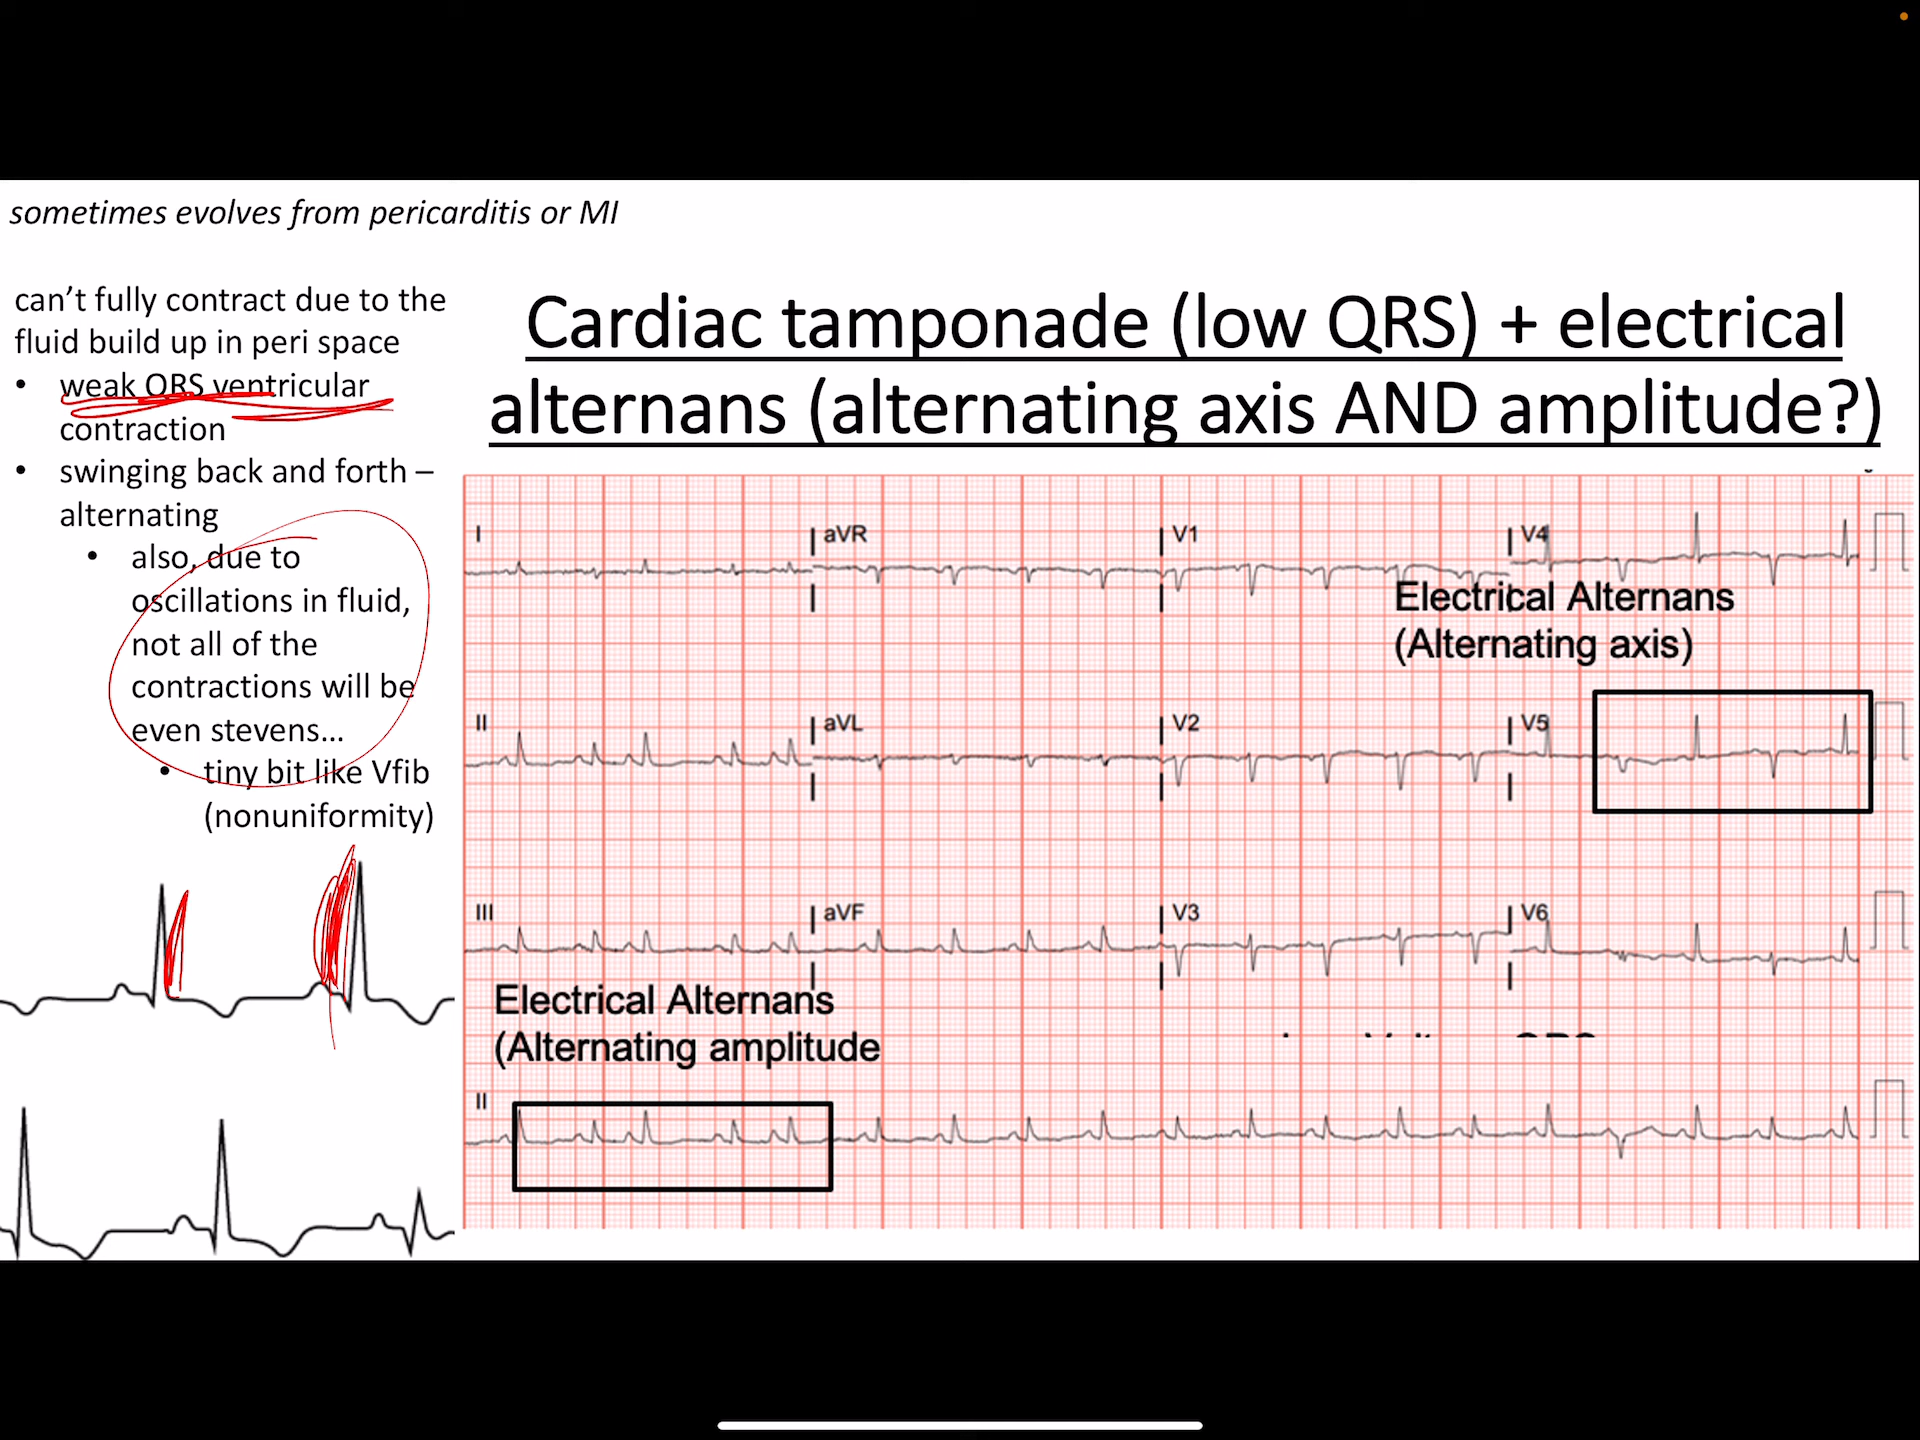 sometimes evolves from pericarditis or MI
can’t fully contract due to the
fluid build up in peri space
• weak QRS ventricular
contraction
• swinging back and forth –
alternating
• also, due to
oscillations in fluid,
not all of the
contractions will be
even stevens...
• tiny bit like Vfib
(nonuniformity)
Cardiac tamponade (low QRS) + electrical
alternans (alternating axis AND amplitude?)
I aVR V1 V4
Electrical Alternans
(Alternating axis)
II aVL V2 V5
III aVF V3 V6
Electrical Alternans
(Alternating amplitude
II